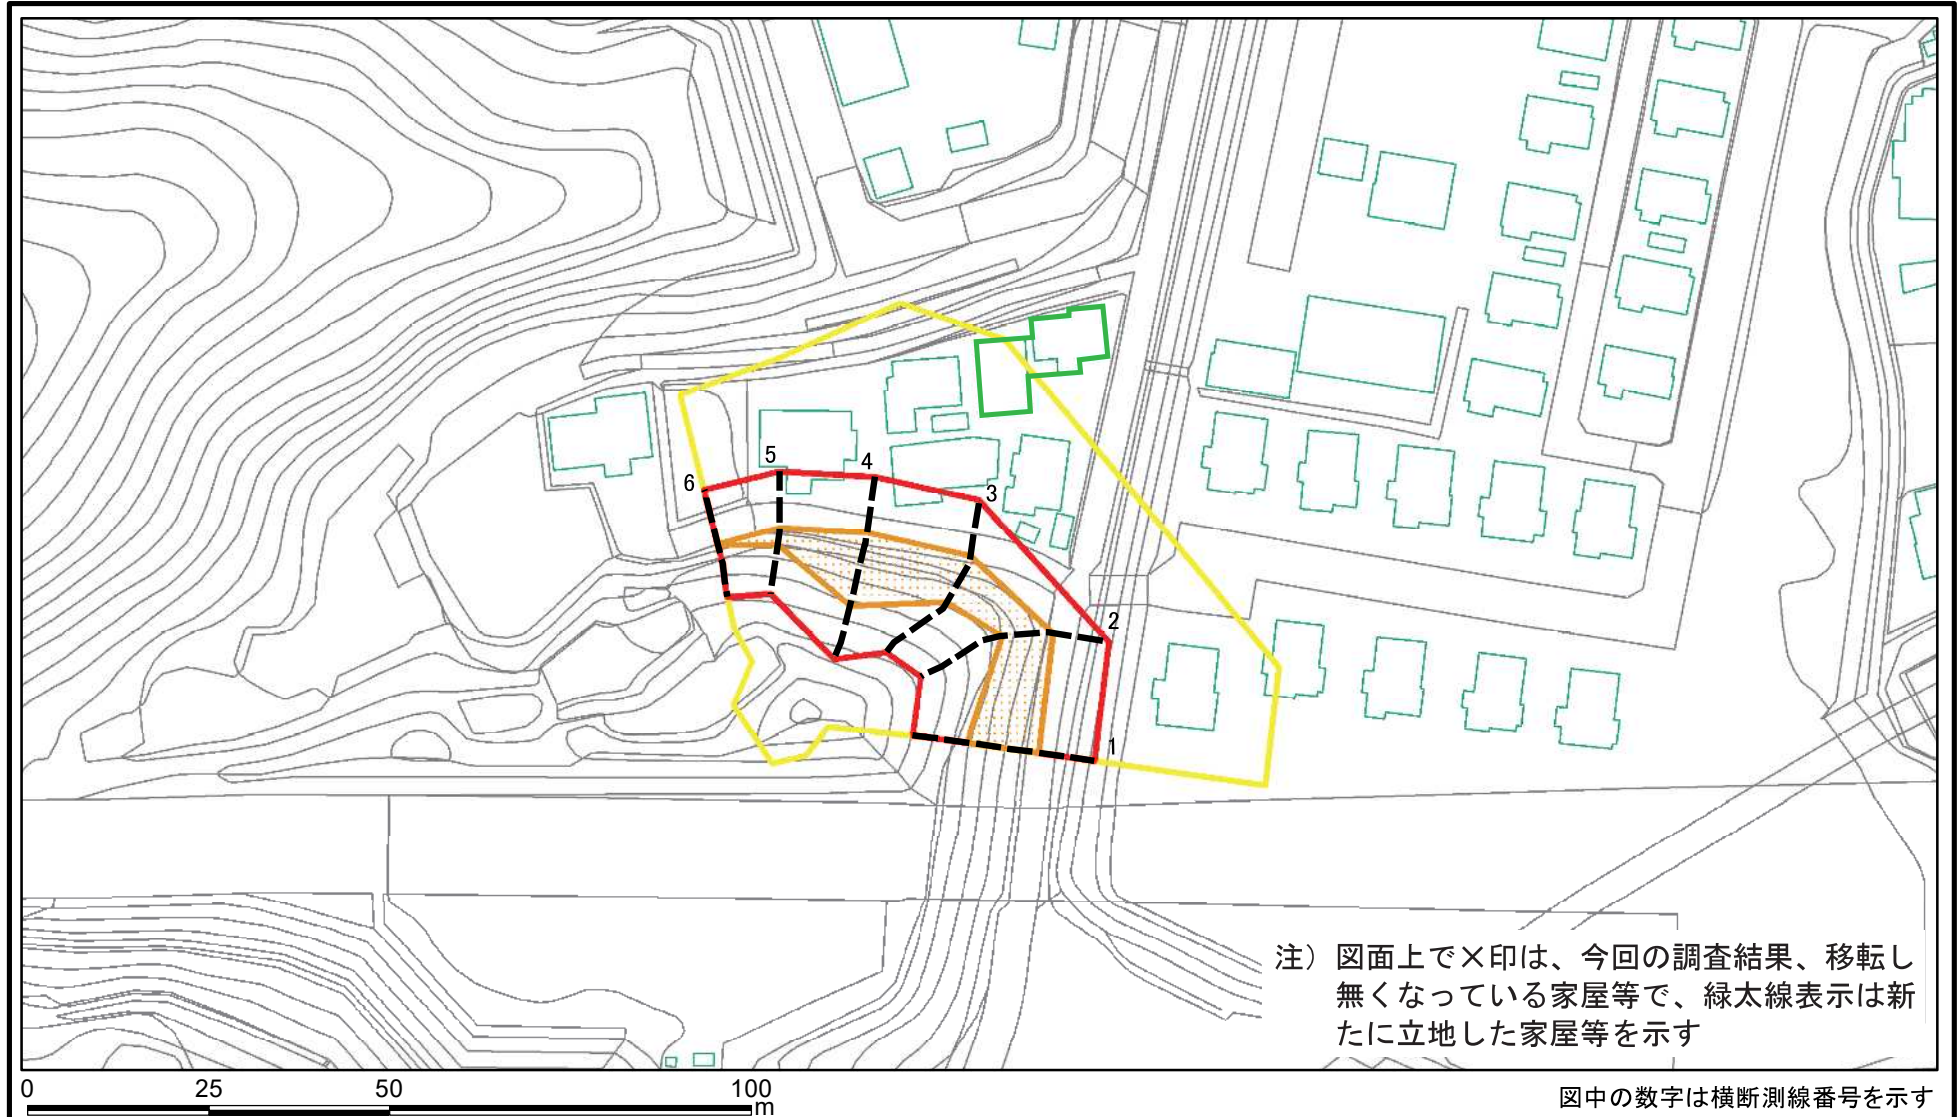 5
4
6
3
2
1
注）図面上で×印は、今回の調査結果、移転し
無くなっている家屋等で、緑太線表示は新
たに立地した家屋等を示す
0 25 50 100
m
図中の数字は横断測線番号を示す